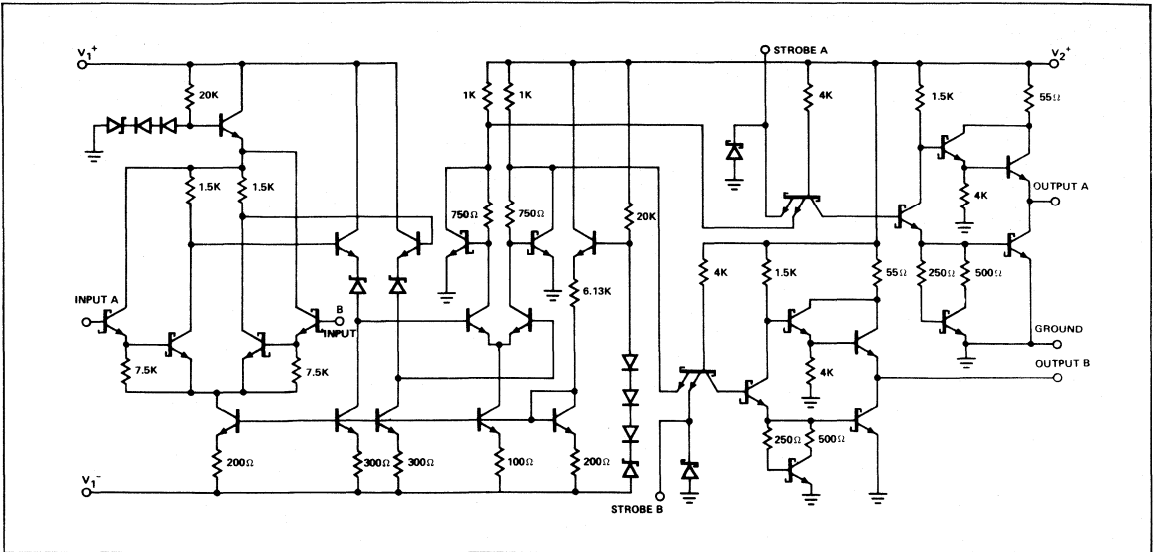 V1+
STROBE A
V2+
20K
1K
1K
4K
1.5K
55Ω
1.5K
1.5K
4K
OUTPUT A
750Ω
750Ω
20K
4K
1.5K
55Ω
250Ω
500Ω
6.13K
INPUT A
B
INPUT
GROUND
OUTPUT B
7.5K
7.5K
4K
200Ω
300Ω
300Ω
100Ω
200Ω
250Ω
500Ω
V1-
STROBE B